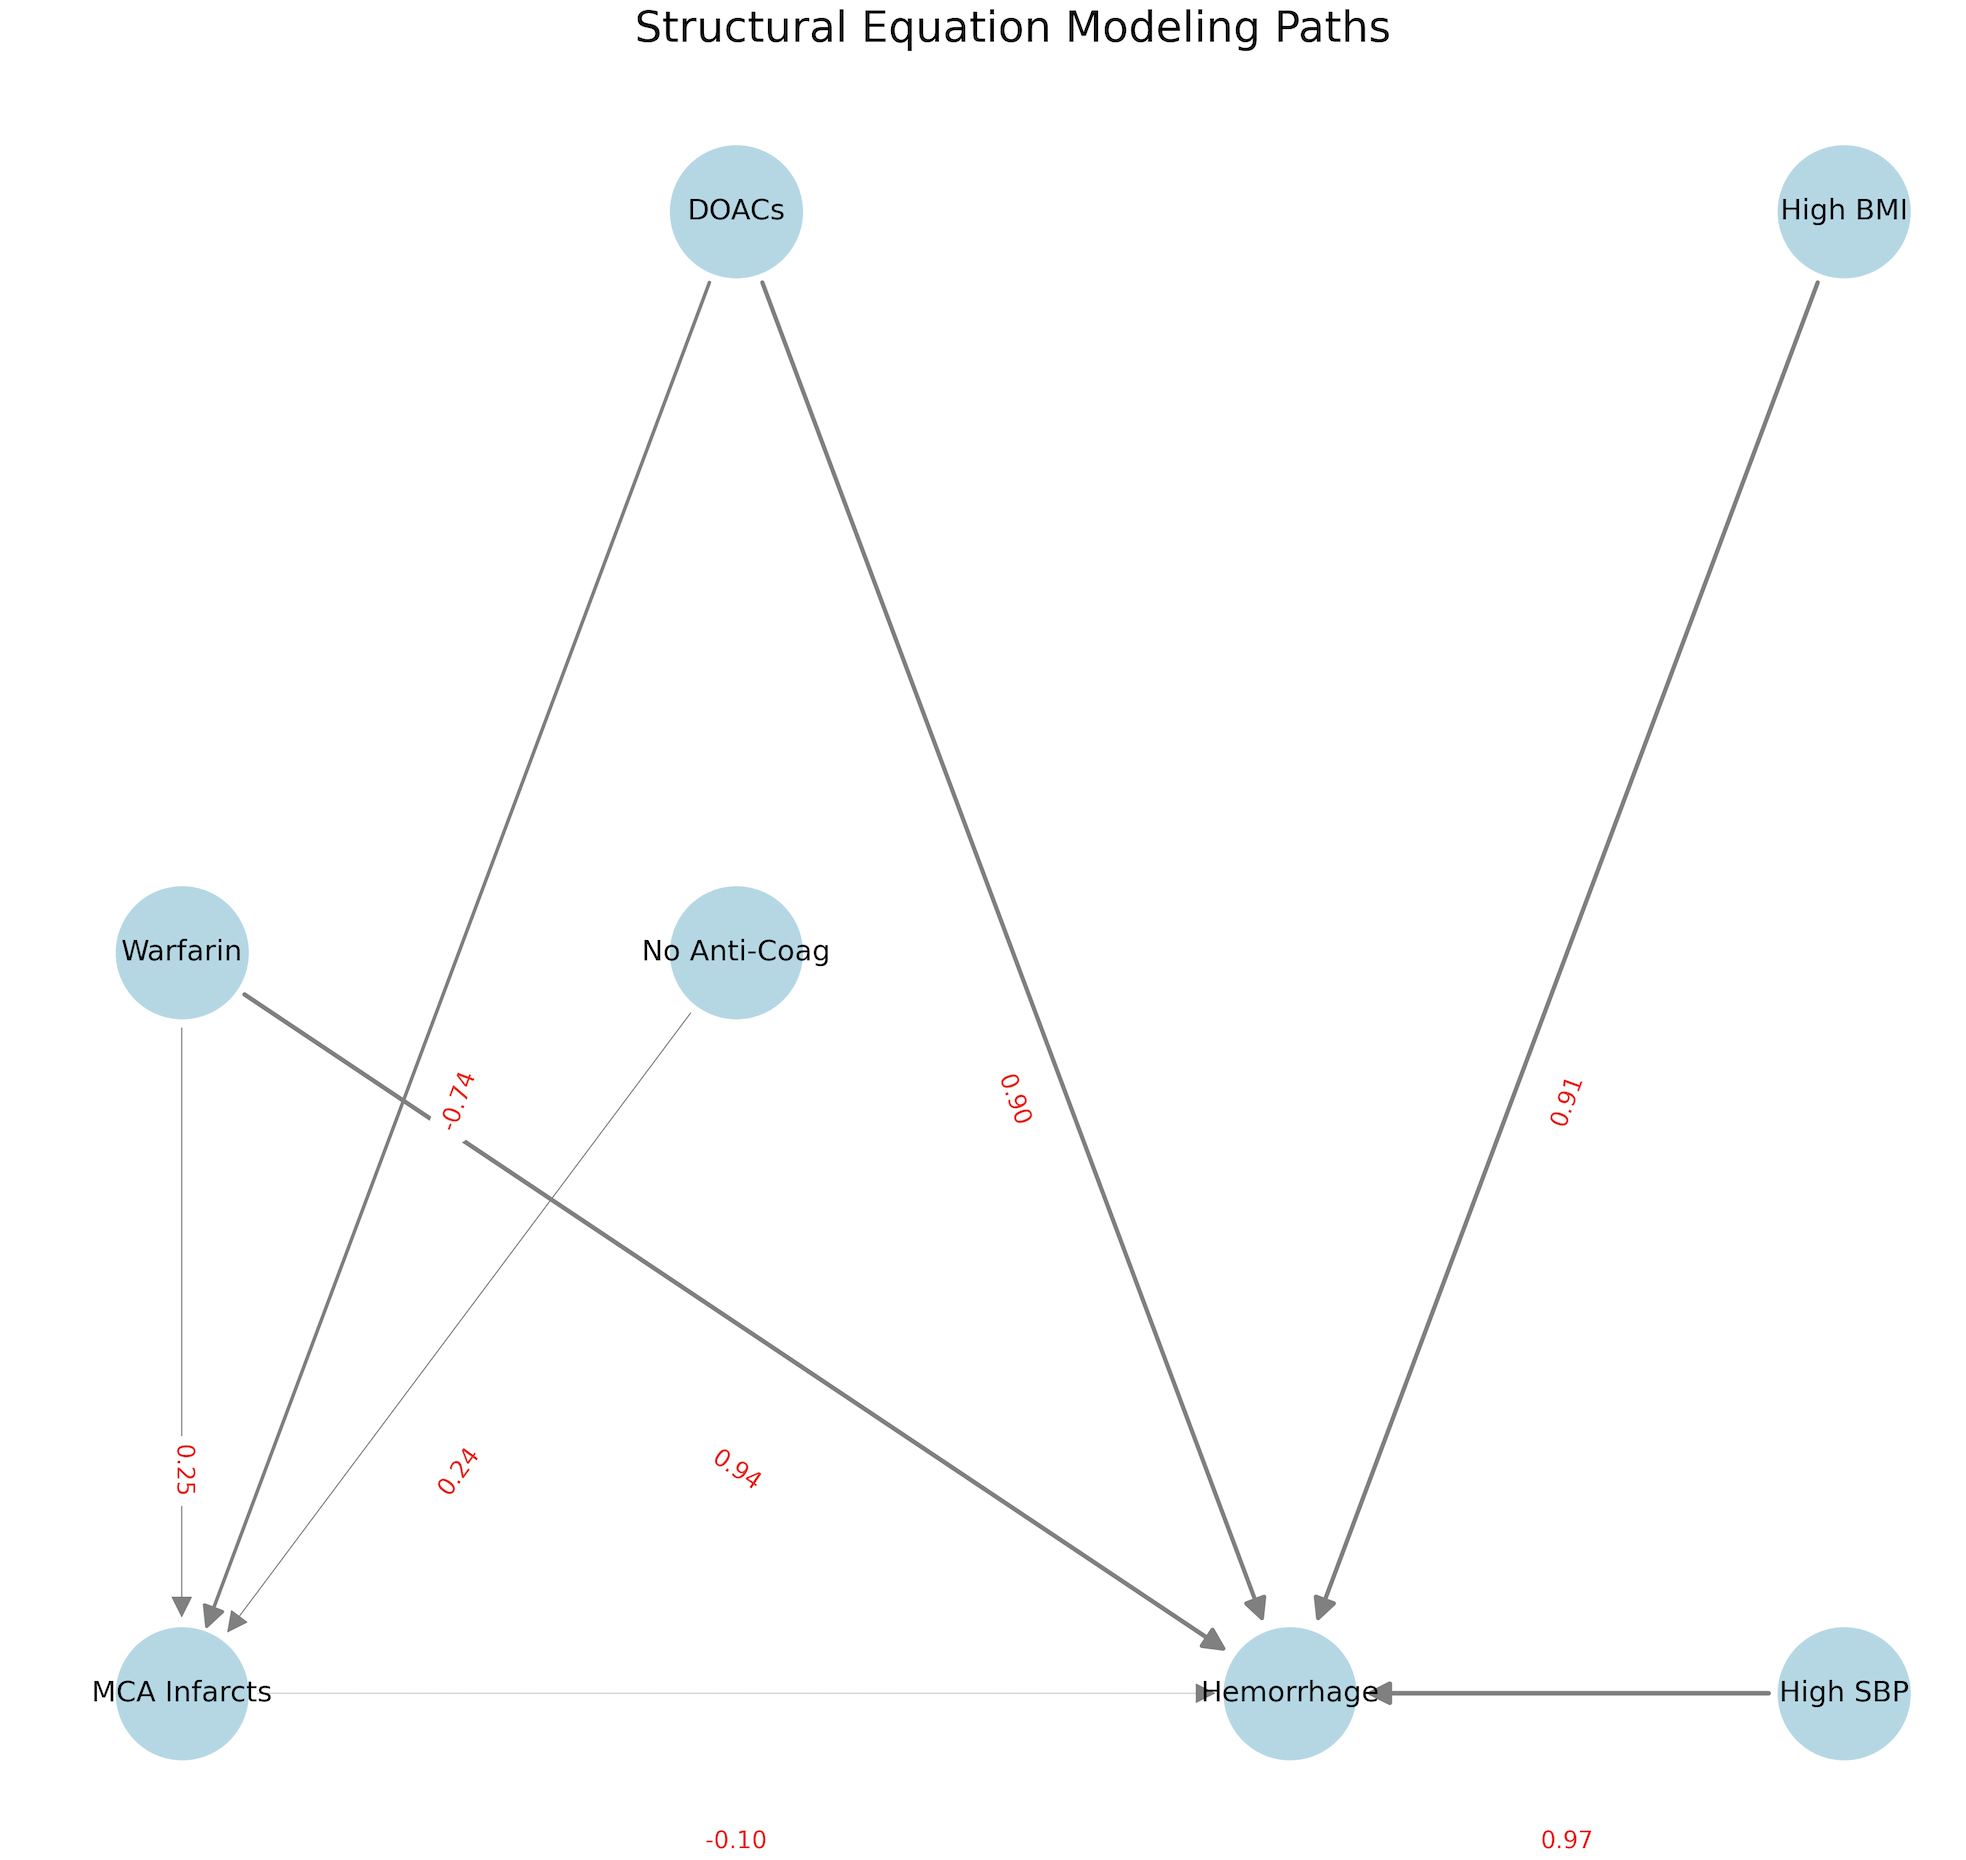 Structural Equation Modeling Paths
DOACs
High BMI
Warfarin
No Anti-Coag
-0.74
0.90
0.91
0.25
0.24
0.94
MCA Infarcts
Hemorrhage
High SBP
-0.10
0.97